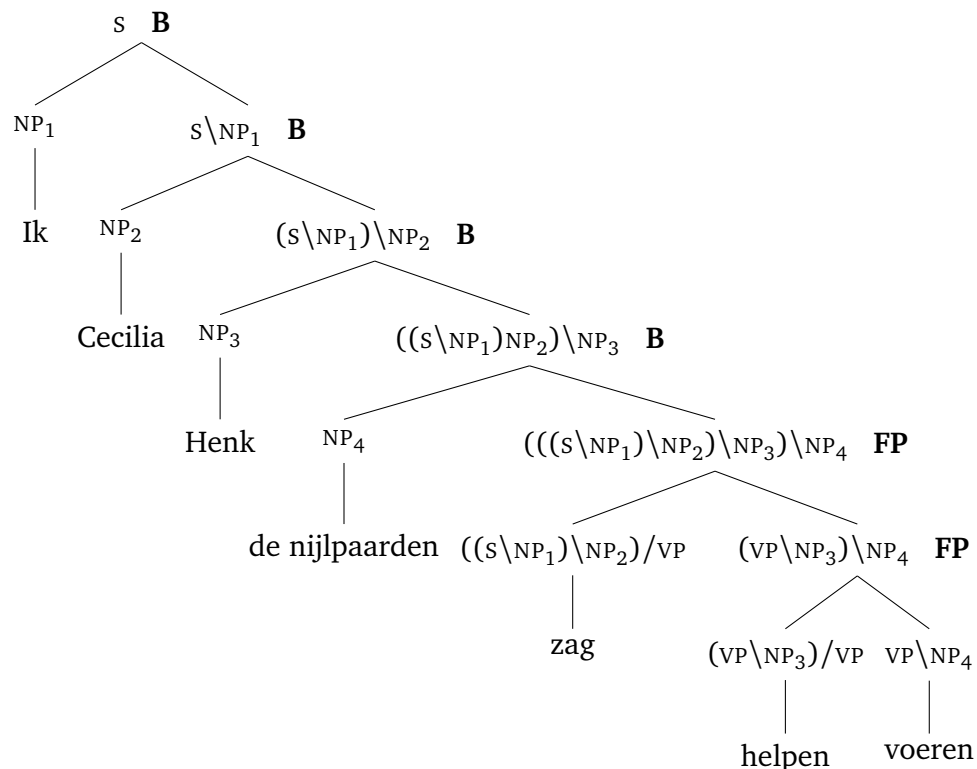 S B
NP₁ S\NP₁ B
Ik NP₂ (S\NP₁)\NP₂ B
Cecilia NP₃ ((S\NP₁)NP₂)\NP₃ B
Henk NP₄ (((S\NP₁)\NP₂)\NP₃)\NP₄ FP
de nijlpaarden ((S\NP₁)\NP₂)/VP (VP\NP₃)\NP₄ FP
zag (VP\NP₃)/VP VP\NP₄
helpen voeren